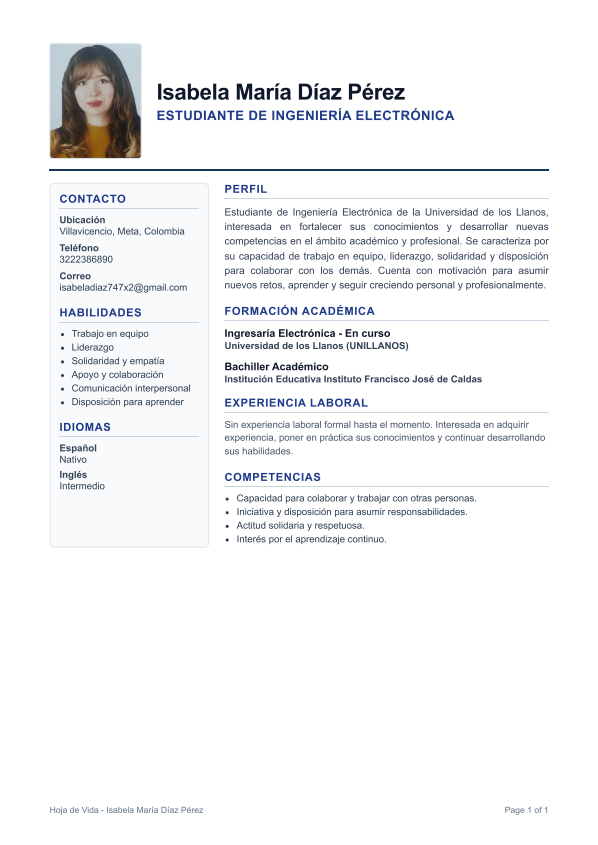 Isabela María Díaz Pérez
ESTUDIANTE DE INGENIERÍA ELECTRÓNICA
CONTACTO
Ubicación
Villavicencio, Meta, Colombia
Teléfono
3222386890
Correo
isabeladiaz747x2@gmail.com
HABILIDADES
• Trabajo en equipo
• Liderazgo
• Solidaridad y empatía
• Apoyo y colaboración
• Comunicación interpersonal
• Disposición para aprender
IDIOMAS
Español
Nativo
Inglés
Intermedio
PERFIL
Estudiante de Ingeniería Electrónica de la Universidad de los Llanos,
interesada en fortalecer sus conocimientos y desarrollar nuevas
competencias en el ámbito académico y profesional. Se caracteriza por
su capacidad de trabajo en equipo, liderazgo, solidaridad y disposición
para colaborar con los demás. Cuenta con motivación para asumir
nuevos retos, aprender y seguir creciendo personal y profesionalmente.
FORMACIÓN ACADÉMICA
Ingresaría Electrónica - En curso
Universidad de los Llanos (UNILLANOS)
Bachiller Académico
Institución Educativa Instituto Francisco José de Caldas
EXPERIENCIA LABORAL
Sin experiencia laboral formal hasta el momento. Interesada en adquirir
experiencia, poner en práctica sus conocimientos y continuar desarrollando
sus habilidades.
COMPETENCIAS
• Capacidad para colaborar y trabajar con otras personas.
• Iniciativa y disposición para asumir responsabilidades.
• Actitud solidaria y respetuosa.
• Interés por el aprendizaje continuo.
Hoja de Vida - Isabela María Díaz Pérez
Page 1 of 1